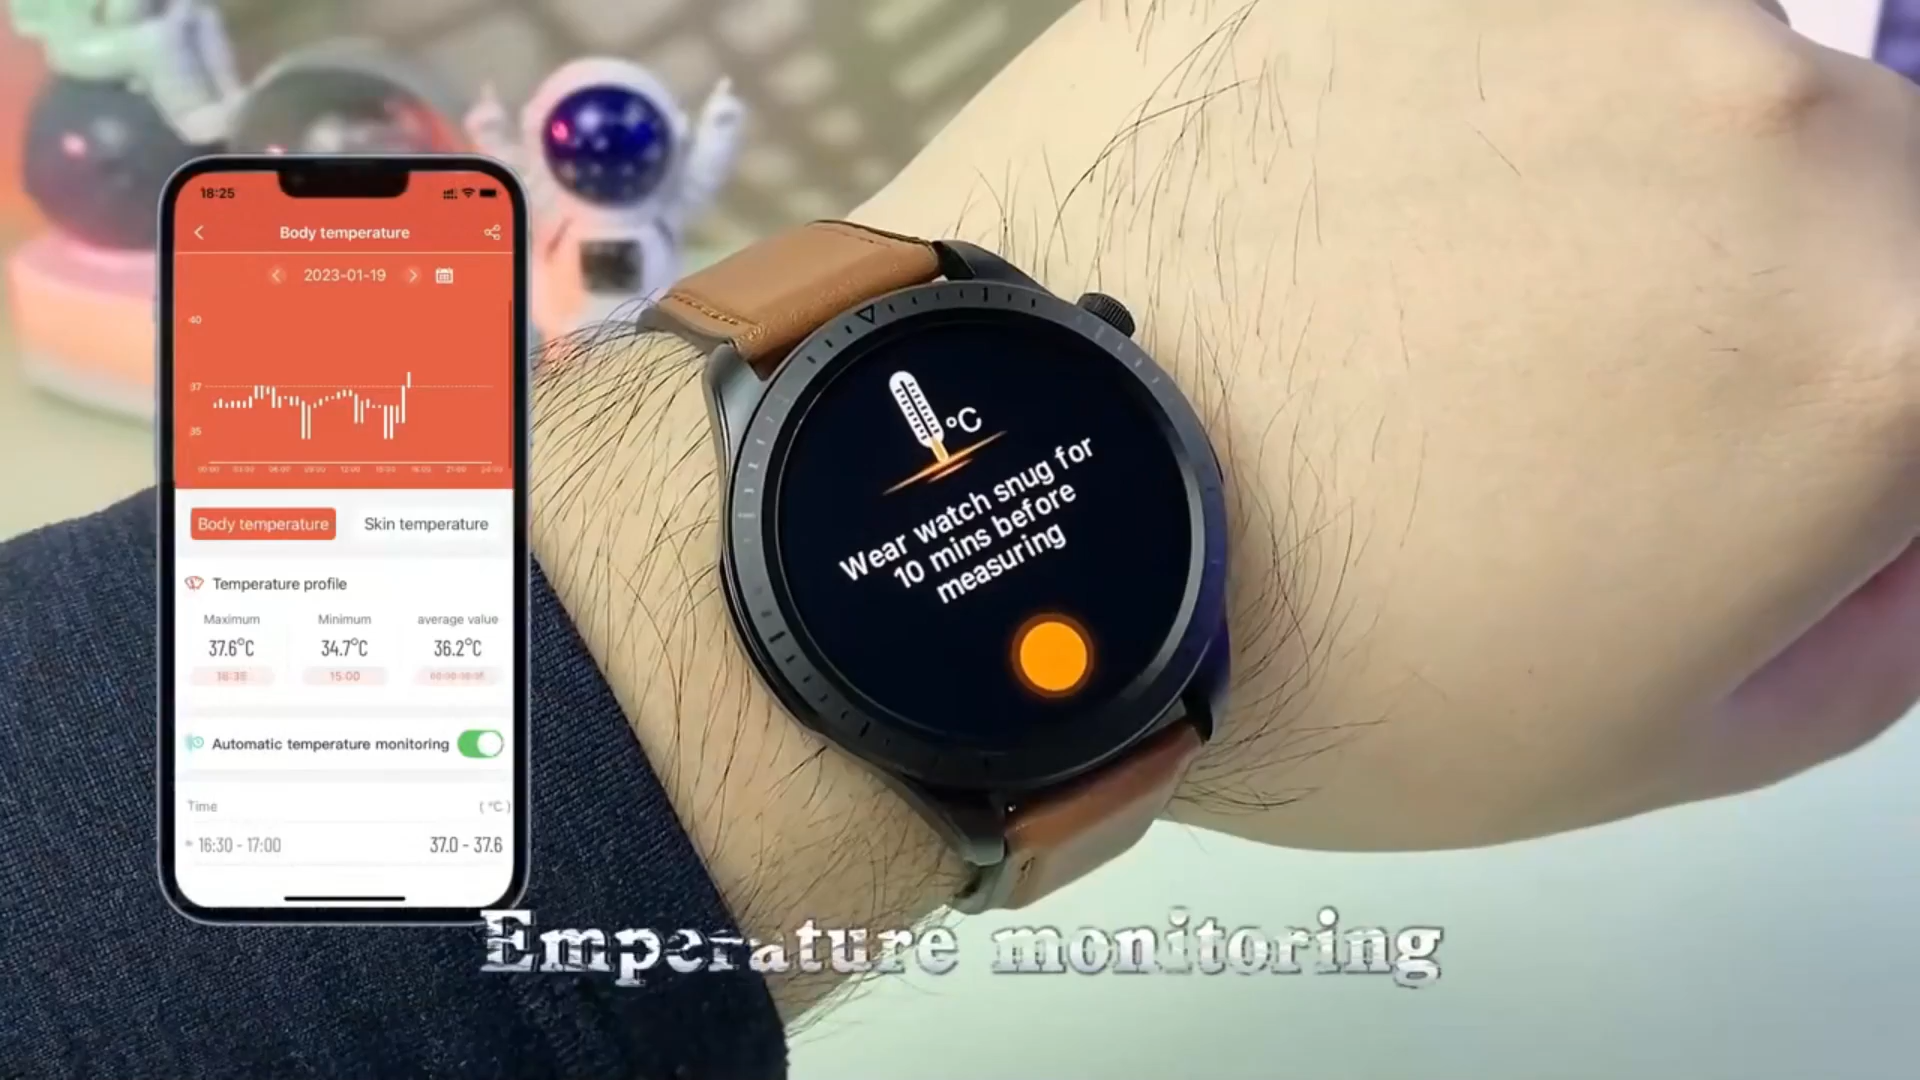 18:25
Body temperature
2023-01-19
40
37
35
Body temperature
Skin temperature
Temperature profile
Maximum
Minimum
average value
37.6°C
34.7°C
36.2°C
15:00
Automatic temperature monitoring
Time
(°C)
16:30 - 17:00
37.0 - 37.6
°C
Wear watch snug for
10 mins before
measuring
Emperature monitoring